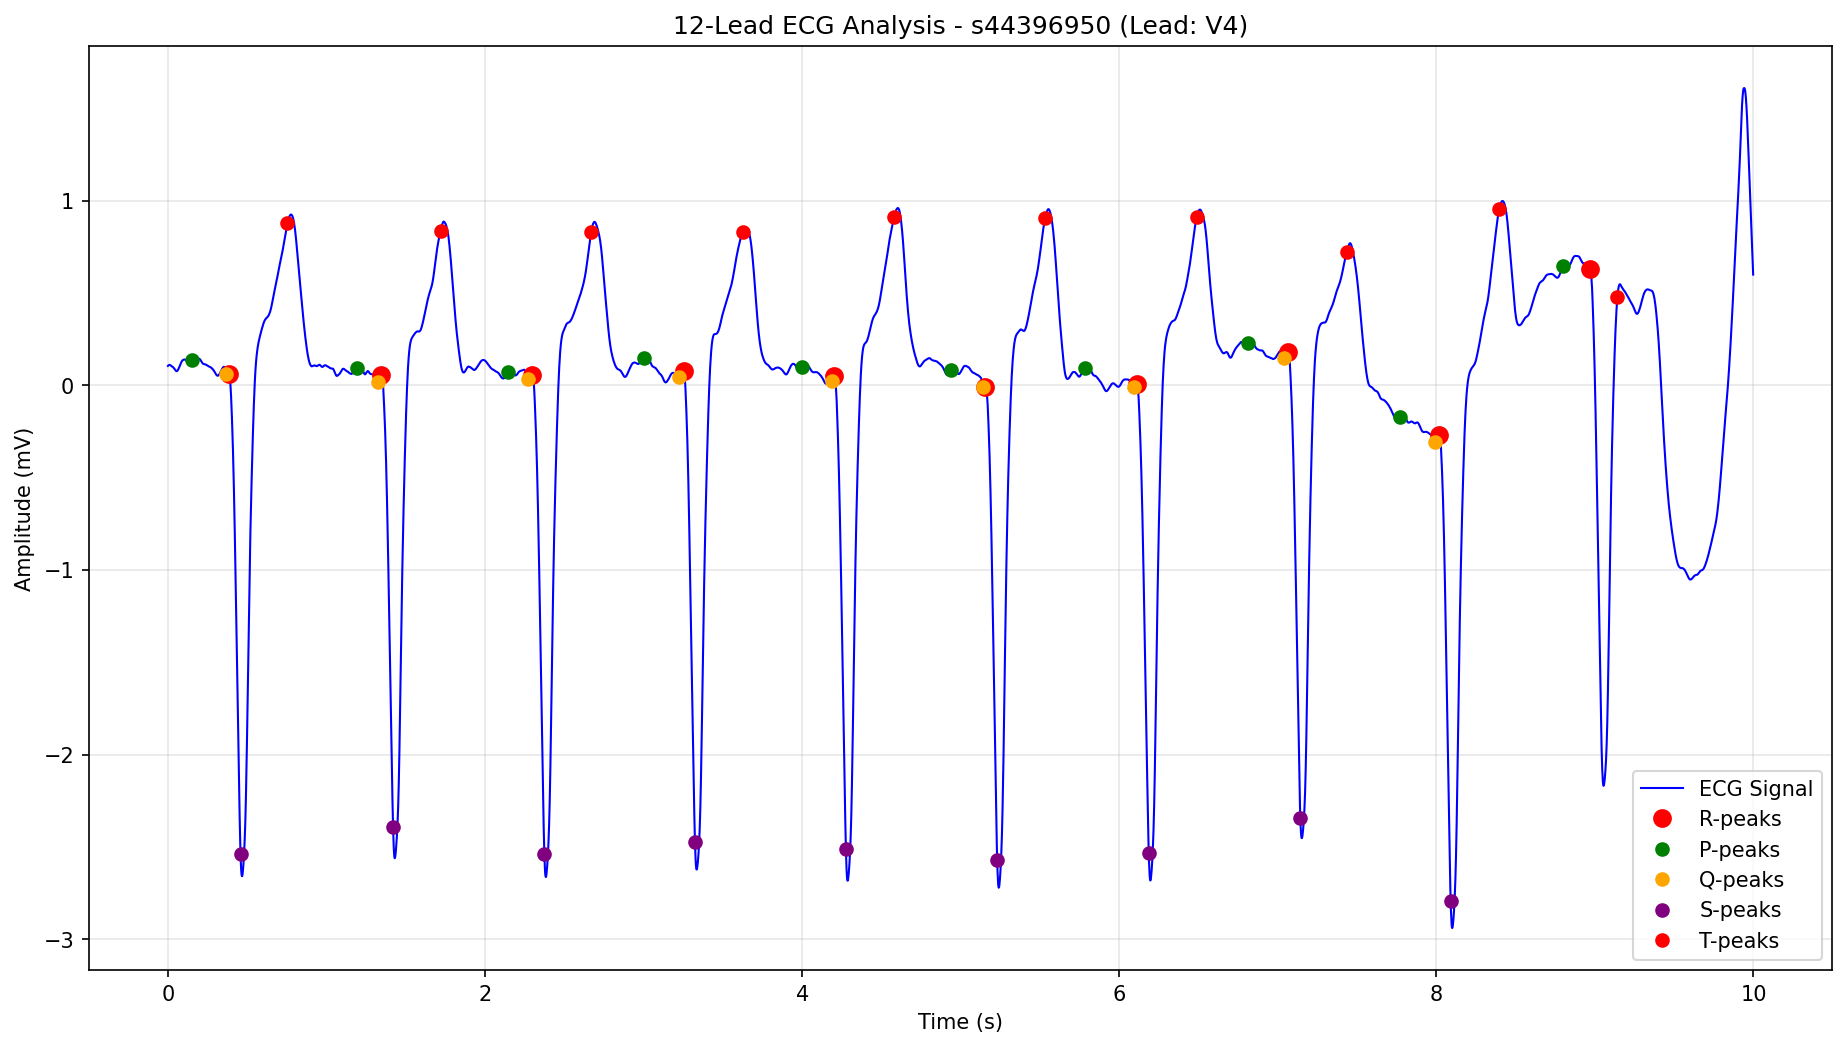 12-Lead ECG Analysis - s44396950 (Lead: V4)
Amplitude (mV)
1
0
−1
−2
−3
0
2
4
6
8
10
Time (s)
ECG Signal
R-peaks
P-peaks
Q-peaks
S-peaks
T-peaks